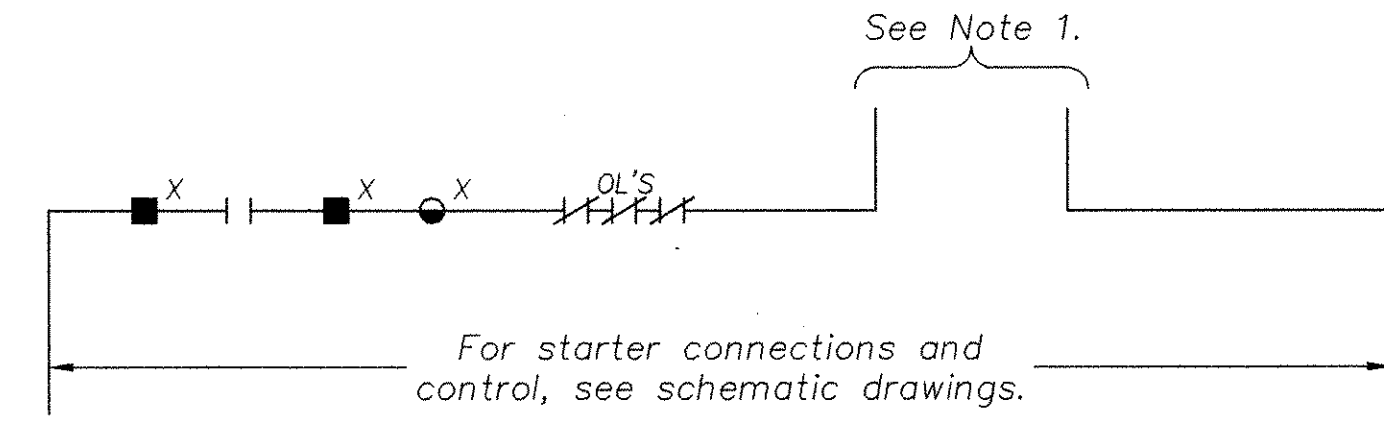 See Note 1.
X X X OL'S
For starter connections and
control, see schematic drawings.